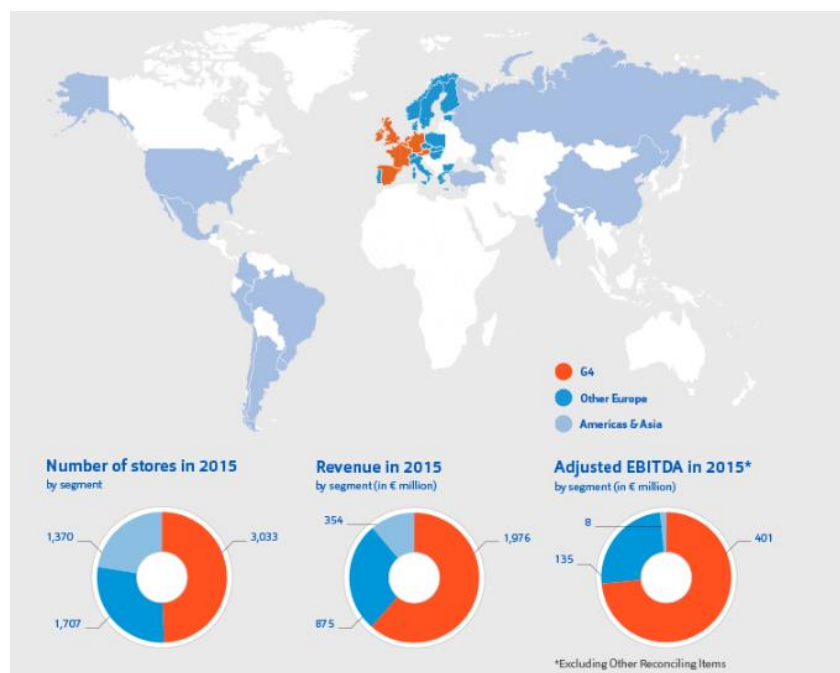 G4
Other Europe
Americas & Asia
Number of stores in 2015
by segment
1,370
3,033
1,707
Revenue in 2015
by segment (in € million)
354
1,976
875
Adjusted EBITDA in 2015*
by segment (in € million)
8
401
135
*Excluding Other Reconciling Items